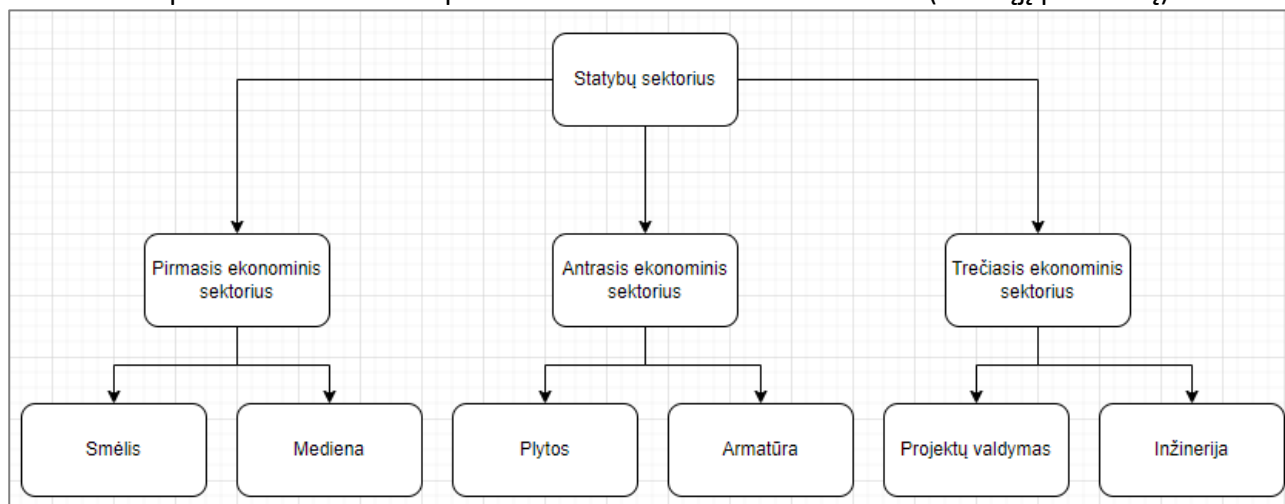 Statybų sektorius
Pirmasis ekonominis
sektorius
Antrasis ekonominis
sektorius
Trečiasis ekonominis
sektorius
Smėlis
Mediena
Plytos
Armatūra
Projektų valdymas
Inžinerija